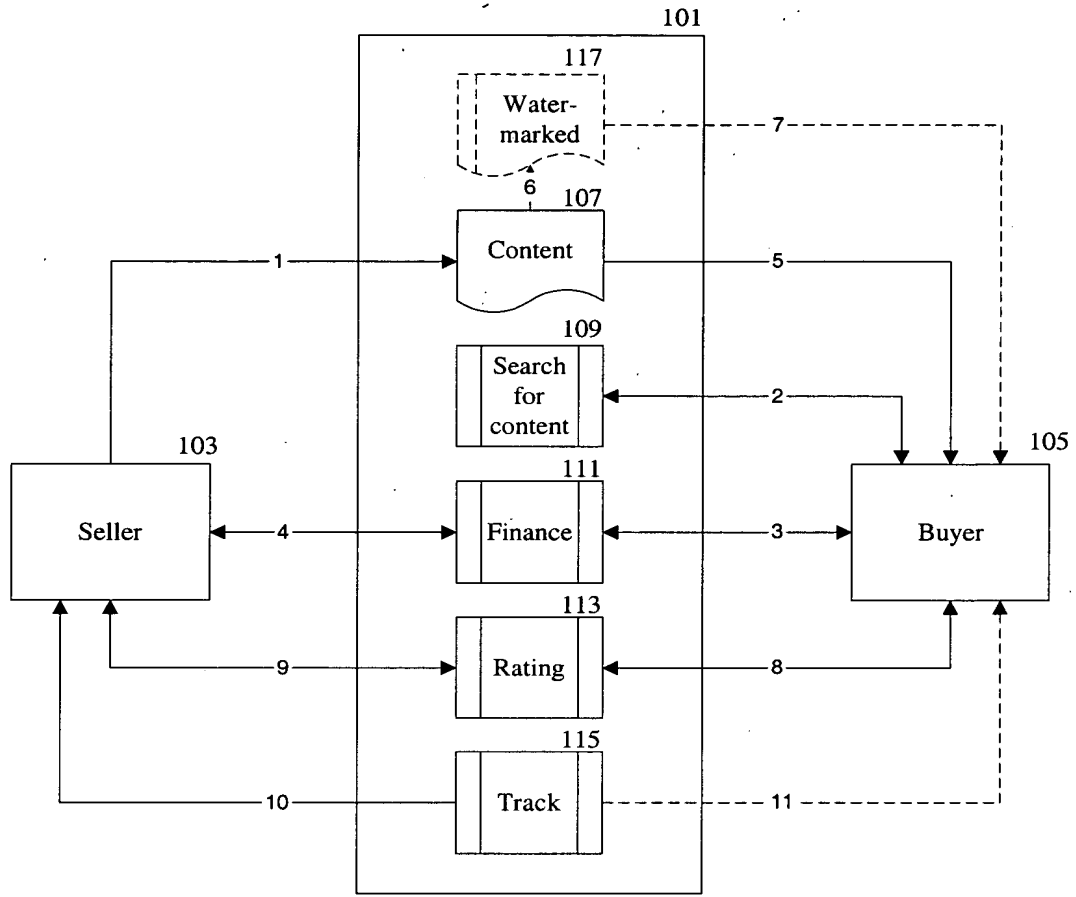 101
117
Water-
marked
7
6
107
Content
1
5
109
Search
for
content
2
103
105
111
Seller
4
Finance
3
Buyer
113
9
Rating
8
115
10
Track
11